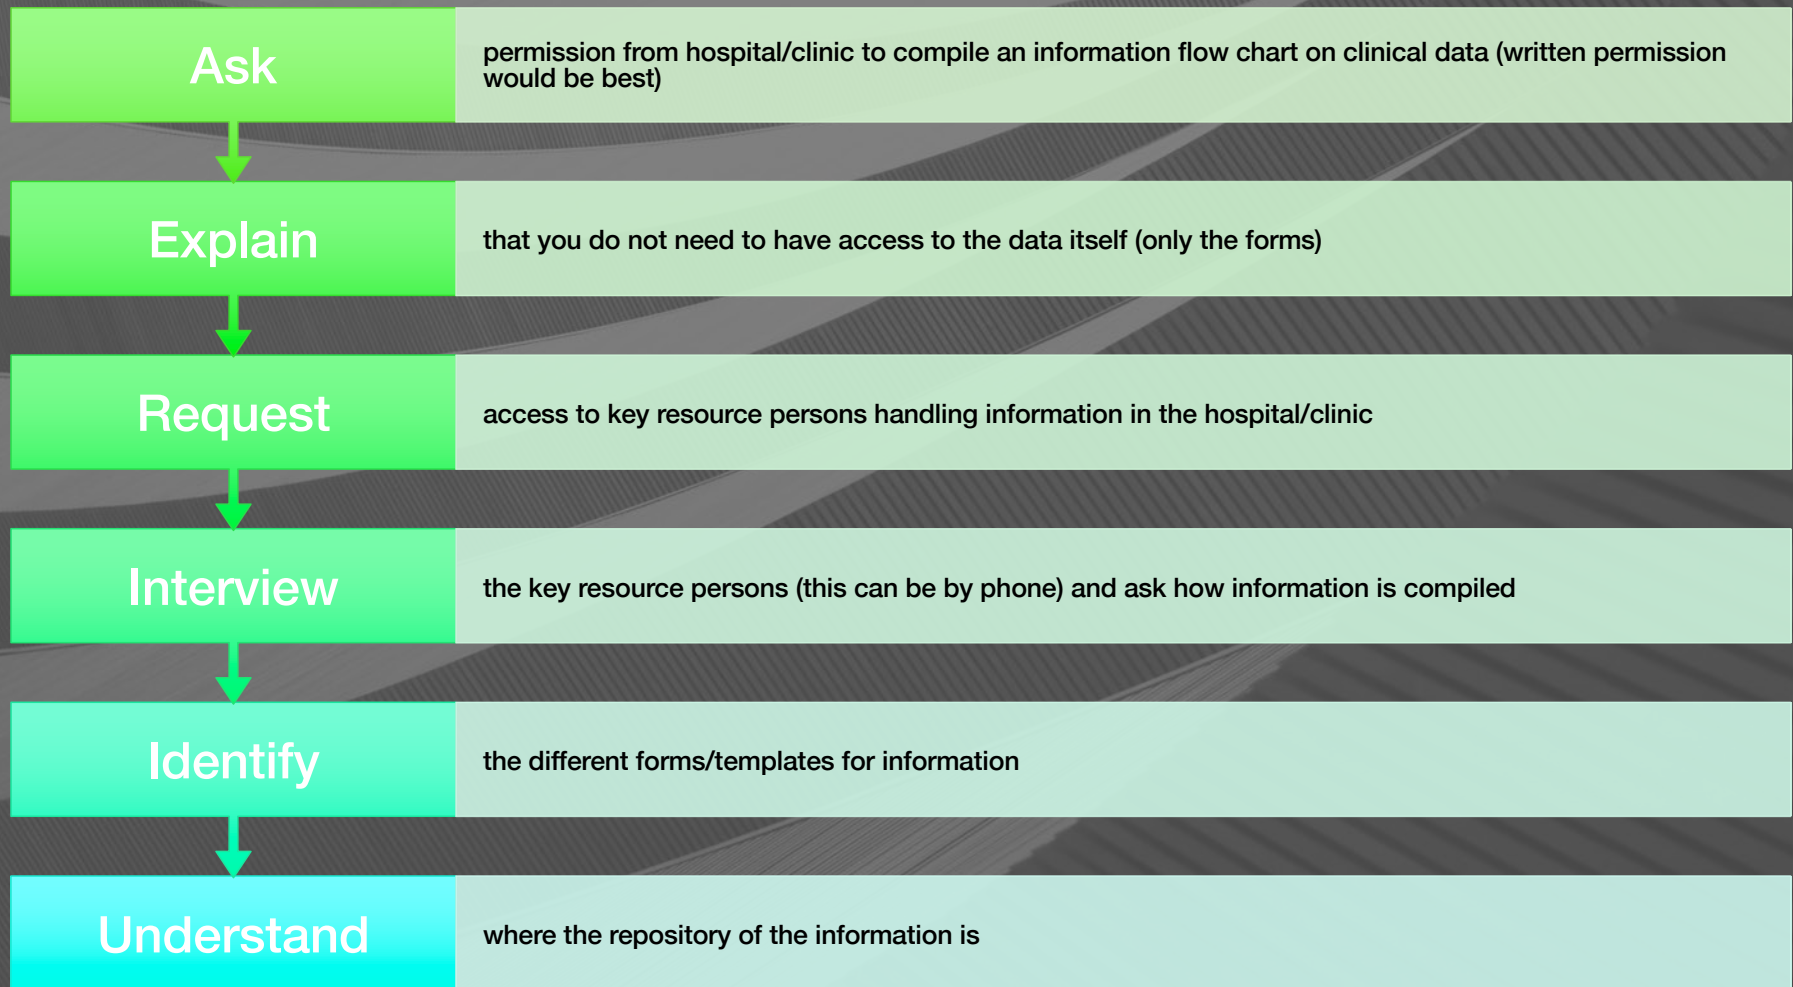 Ask
permission from hospital/clinic to compile an information flow chart on clinical data (written permission
would be best)
Explain
that you do not need to have access to the data itself (only the forms)
Request
access to key resource persons handling information in the hospital/clinic
Interview
the key resource persons (this can be by phone) and ask how information is compiled
Identify
the different forms/templates for information
Understand
where the repository of the information is